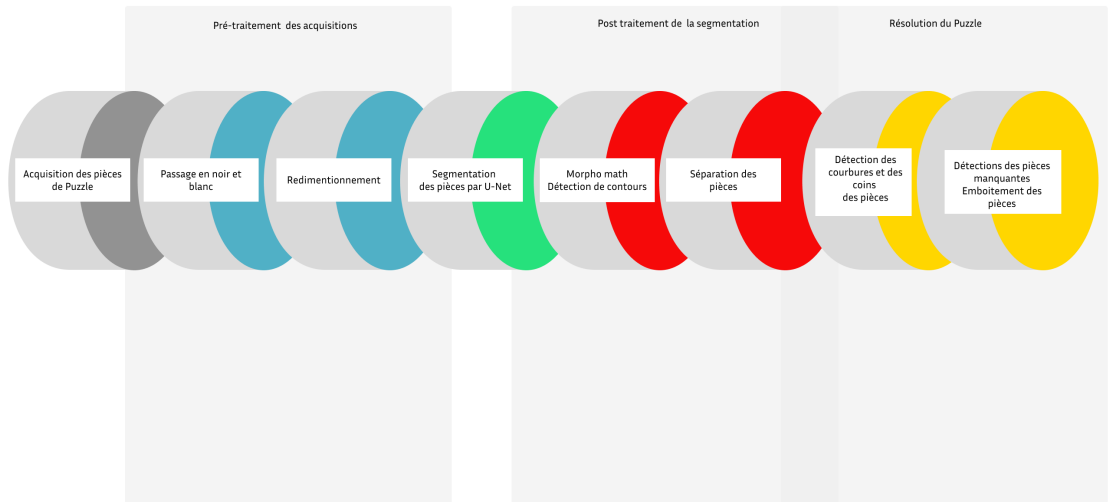 Pré-traitement des acquisitions
Post traitement de la segmentation
Résolution du Puzzle
Acquisition des pièces
de Puzzle
Passage en noir et
blanc
Redimentionnement
Segmentation
des pièces par U-Net
Morpho math
Détection de contours
Séparation des
pièces
Détection des
courbures et des
coins
des pièces
Détections des pièces
manquantes
Emboitement des
pièces